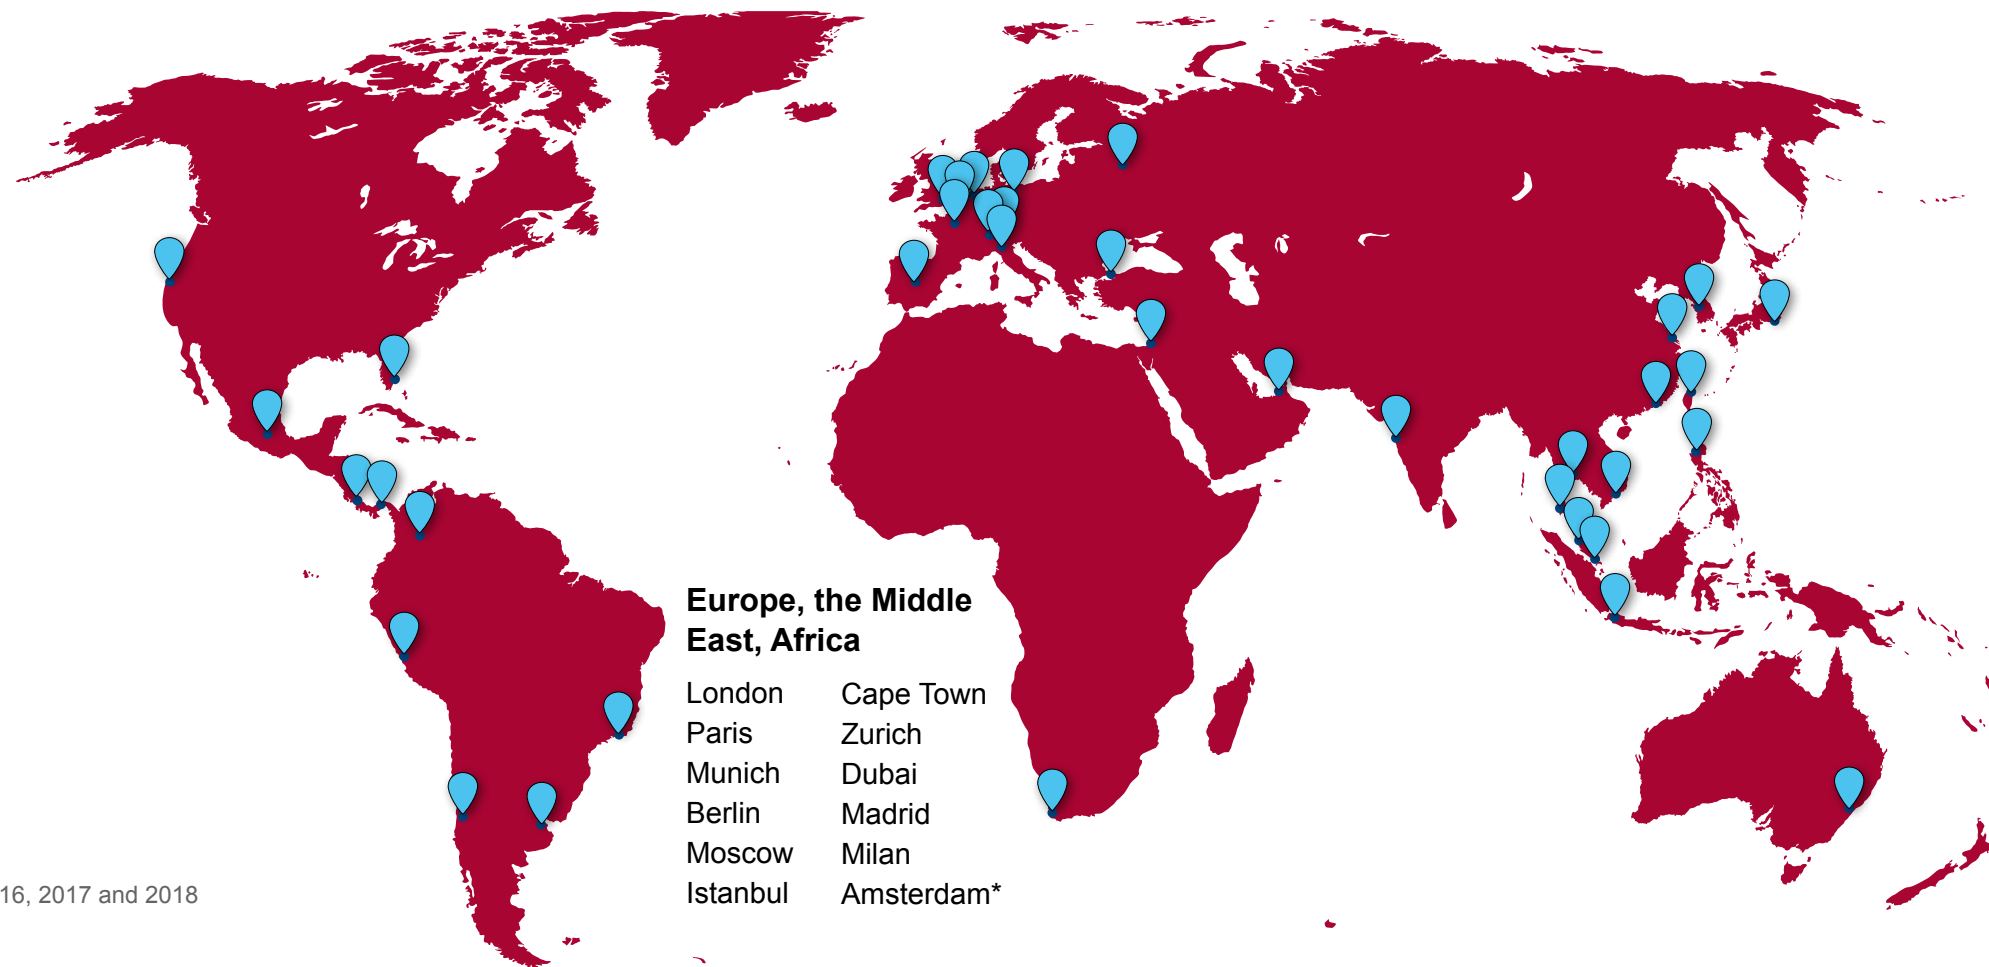 Europe, the Middle
East, Africa
London
Paris
Munich
Berlin
Moscow
Istanbul
Cape Town
Zurich
Dubai
Madrid
Milan
Amsterdam*
16, 2017 and 2018